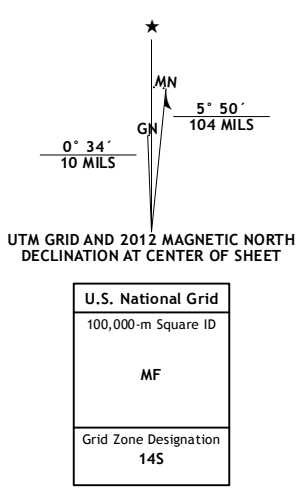 ★
MN
5° 50´
104 MILS
GN
0° 34´
10 MILS
UTM GRID AND 2012 MAGNETIC NORTH
DECLINATION AT CENTER OF SHEET
U.S. National Grid
100,000-m Square ID
MF
Grid Zone Designation
14S